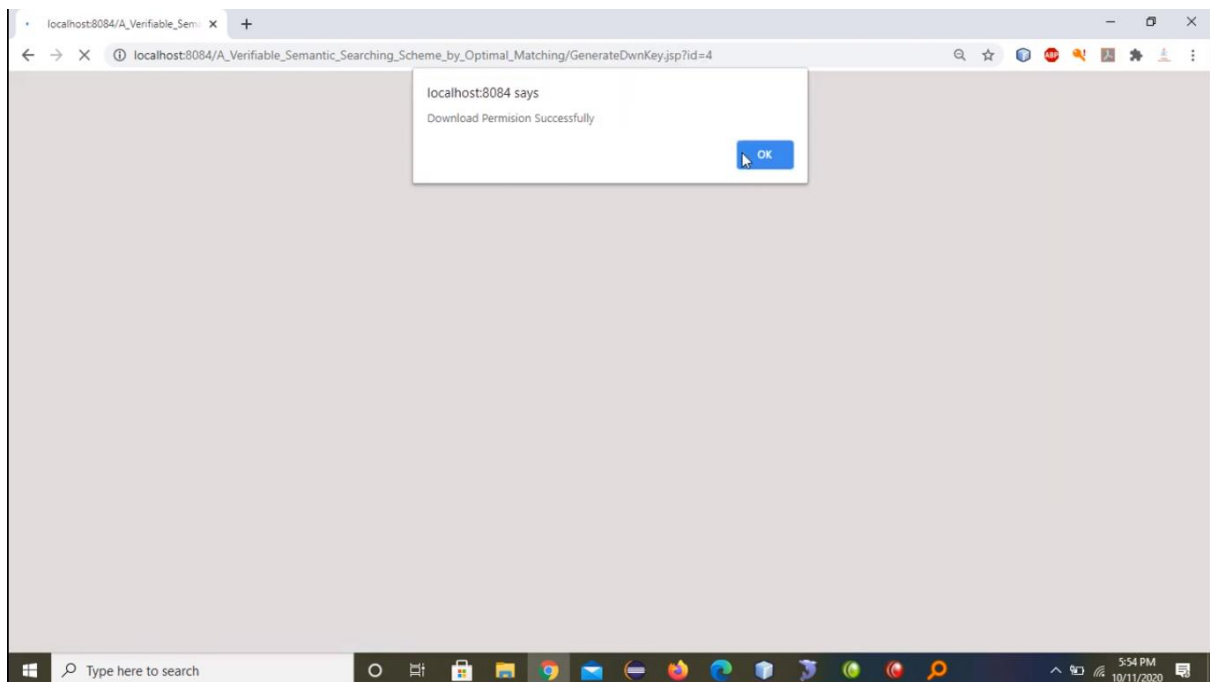 localhost:8084/A_Verifiable_Sem
localhost:8084/A_Verifiable_Semantic_Searching_Scheme_by_Optimal_Matching/GenerateDwnKey.jsp?id=4
ABP
localhost:8084 says
Download Permision Successfully
OK
Type here to search
5:54 PM
10/11/2020